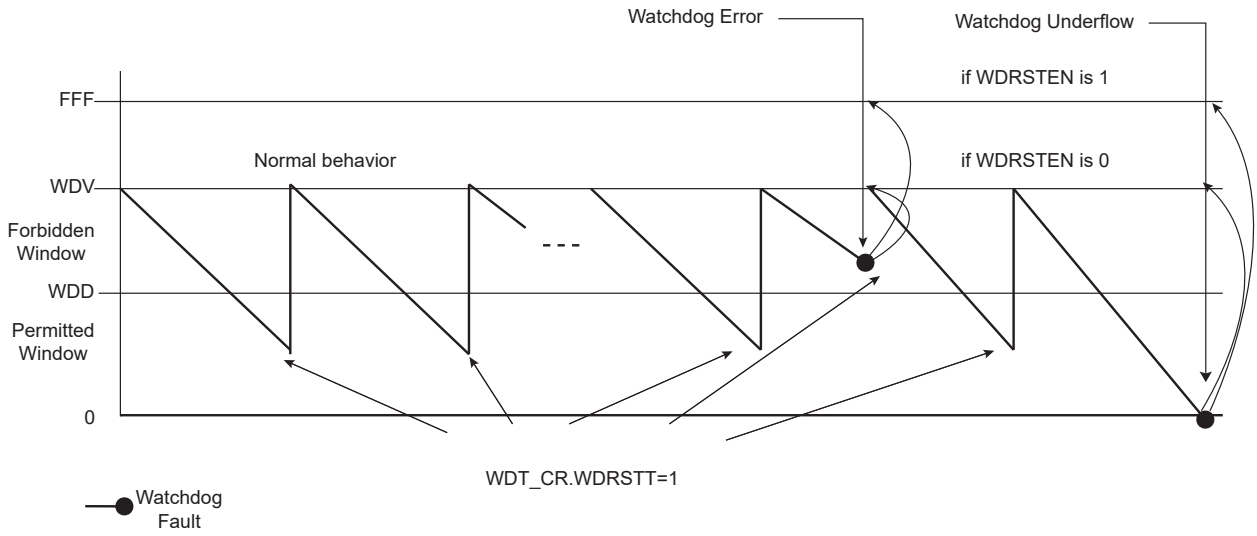 Watchdog Error
Watchdog Underflow
if WDRSTEN is 1
FFF
Normal behavior
if WDRSTEN is 0
WDV
Forbidden
Window
WDD
Permitted
Window
0
WDT_CR.WDRSTT=1
Watchdog
Fault